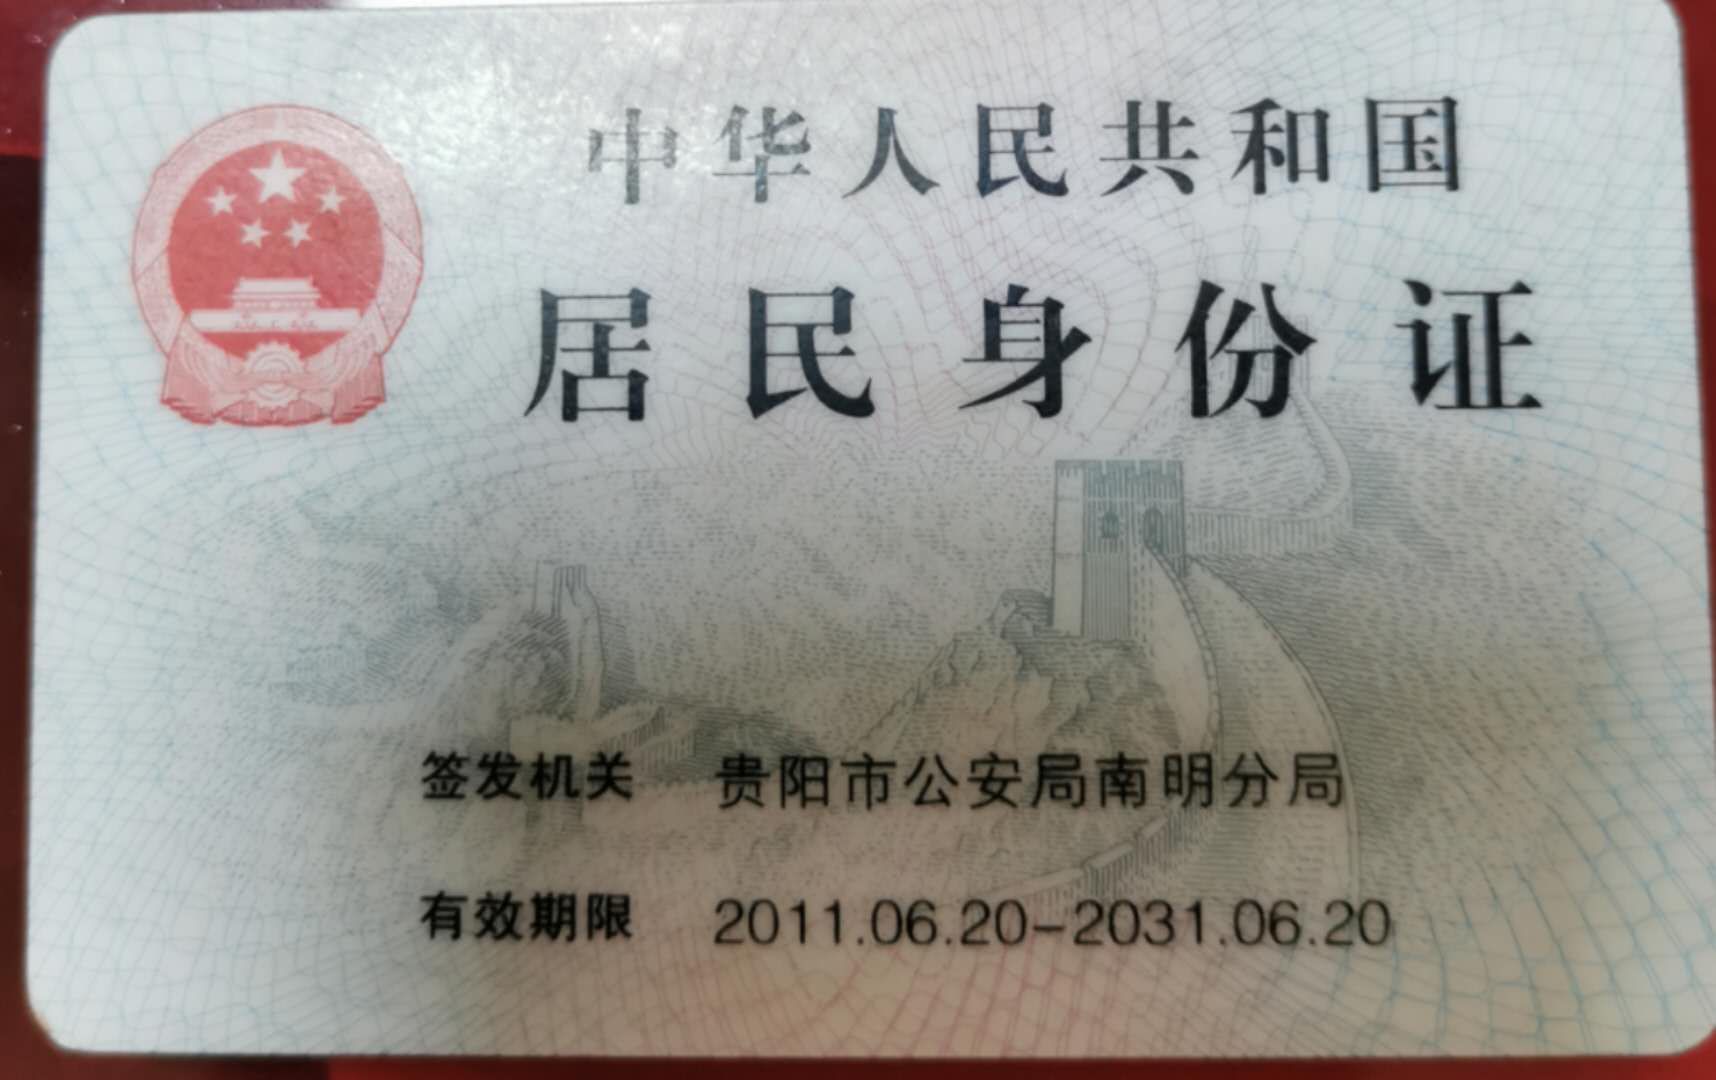 中华人民共和国
居民身份证
签发机关 贵阳市公安局南明分局
有效期限 2011.06.20-2031.06.20